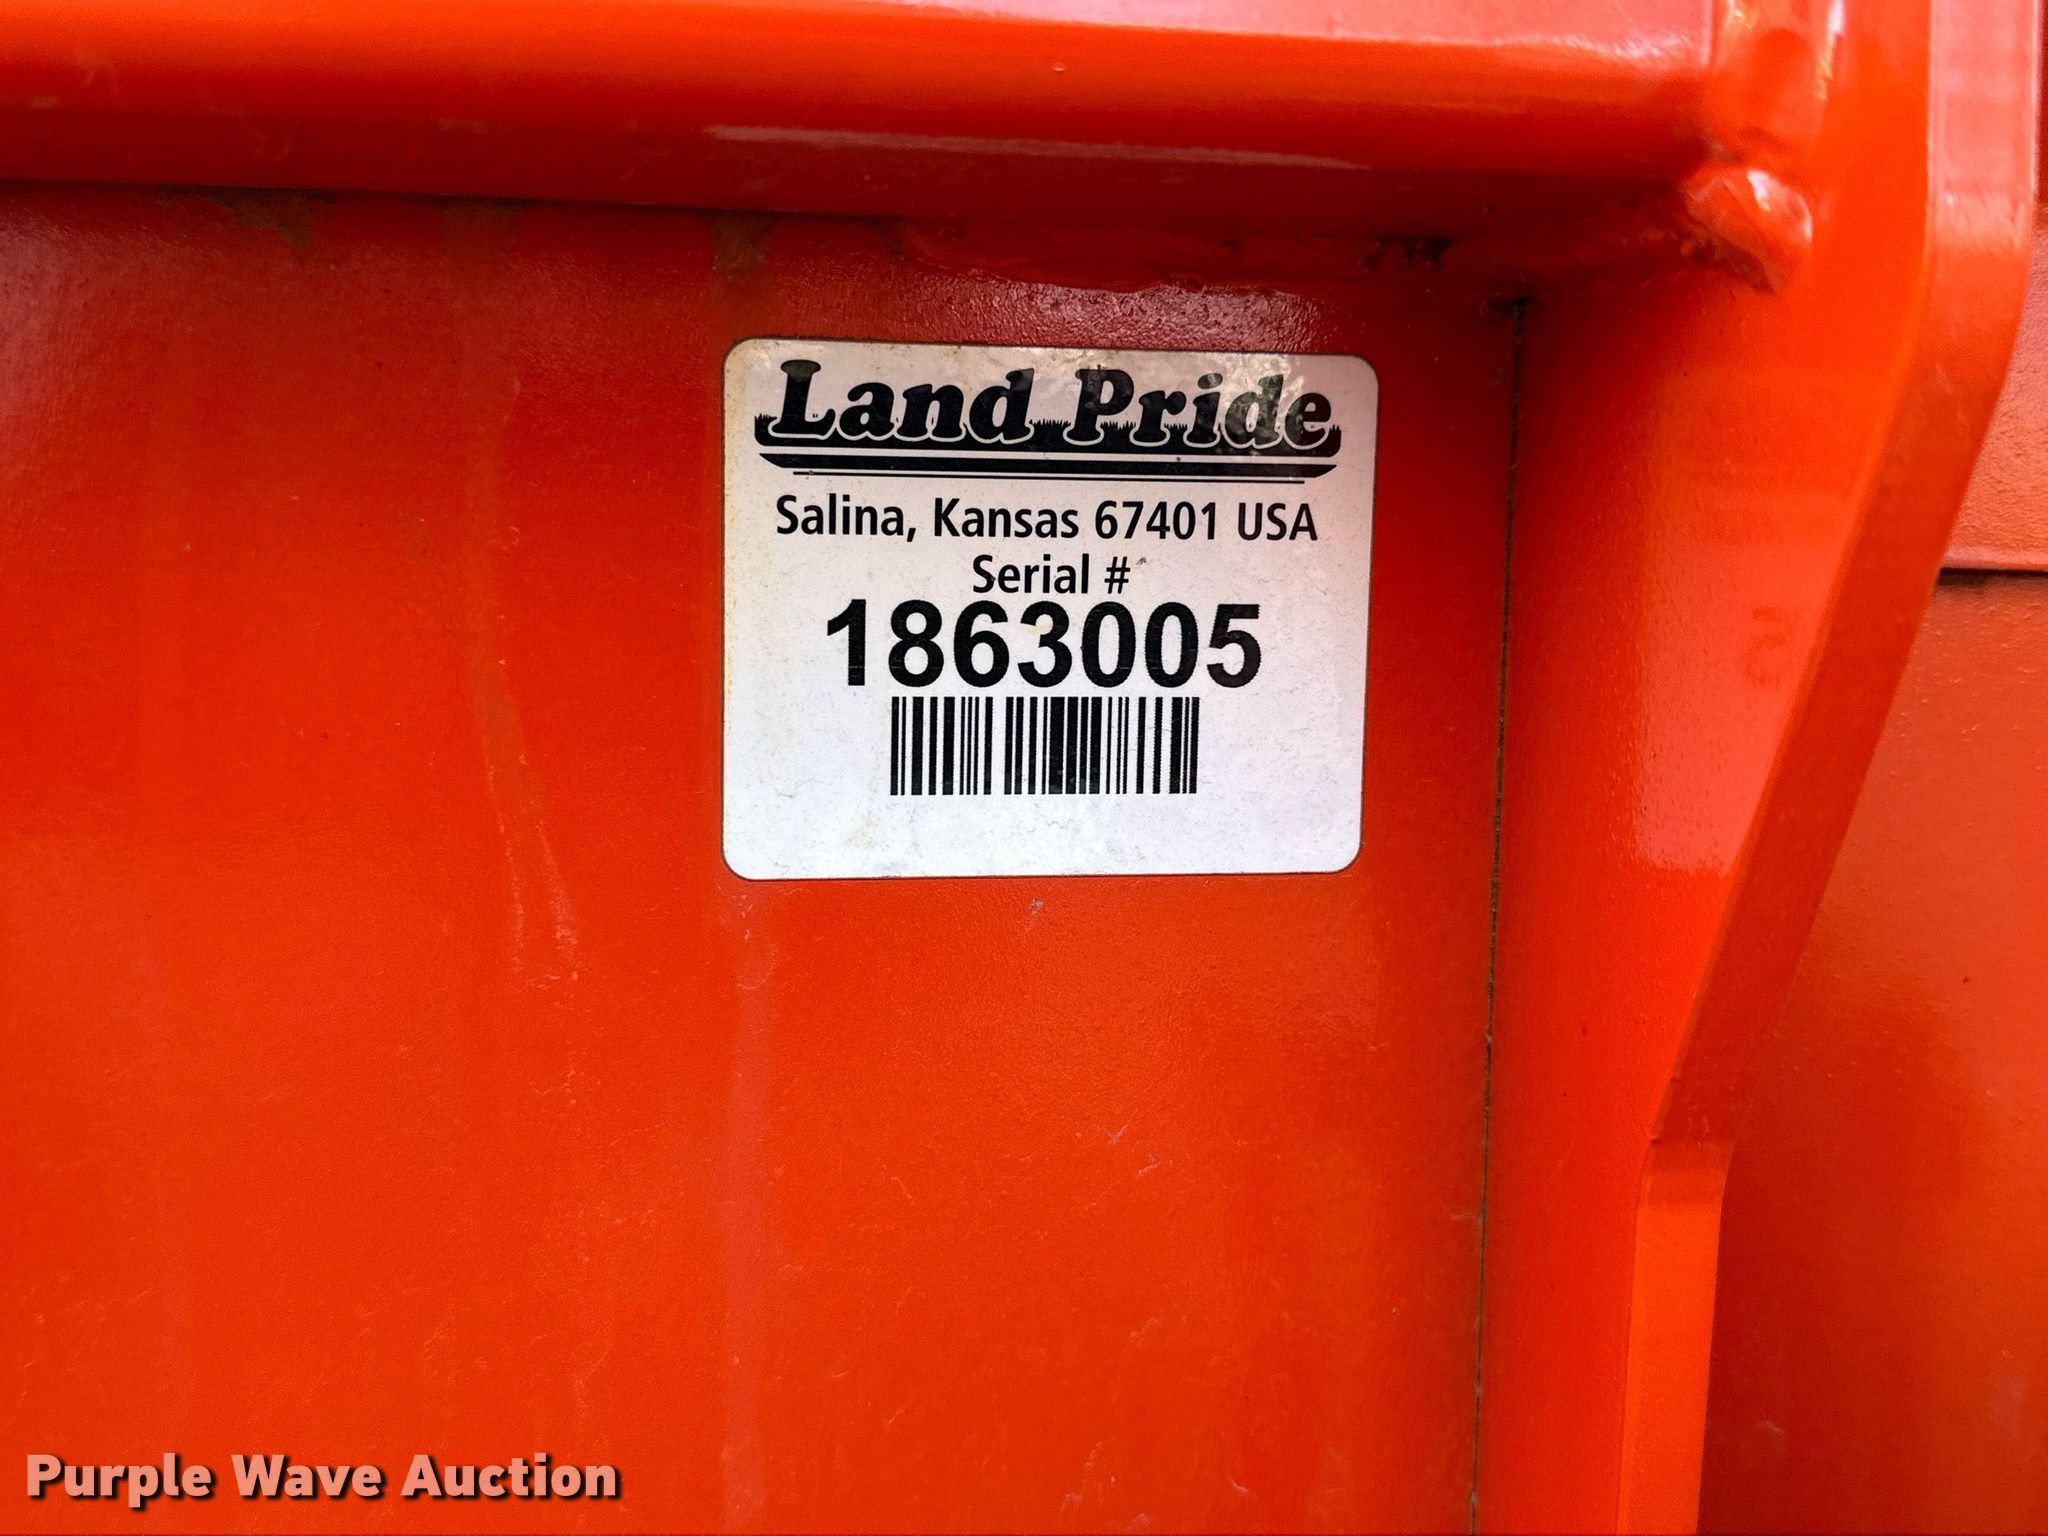 Land Pride
Salina, Kansas 67401 USA
Serial #
1863005
Purple Wave Auction